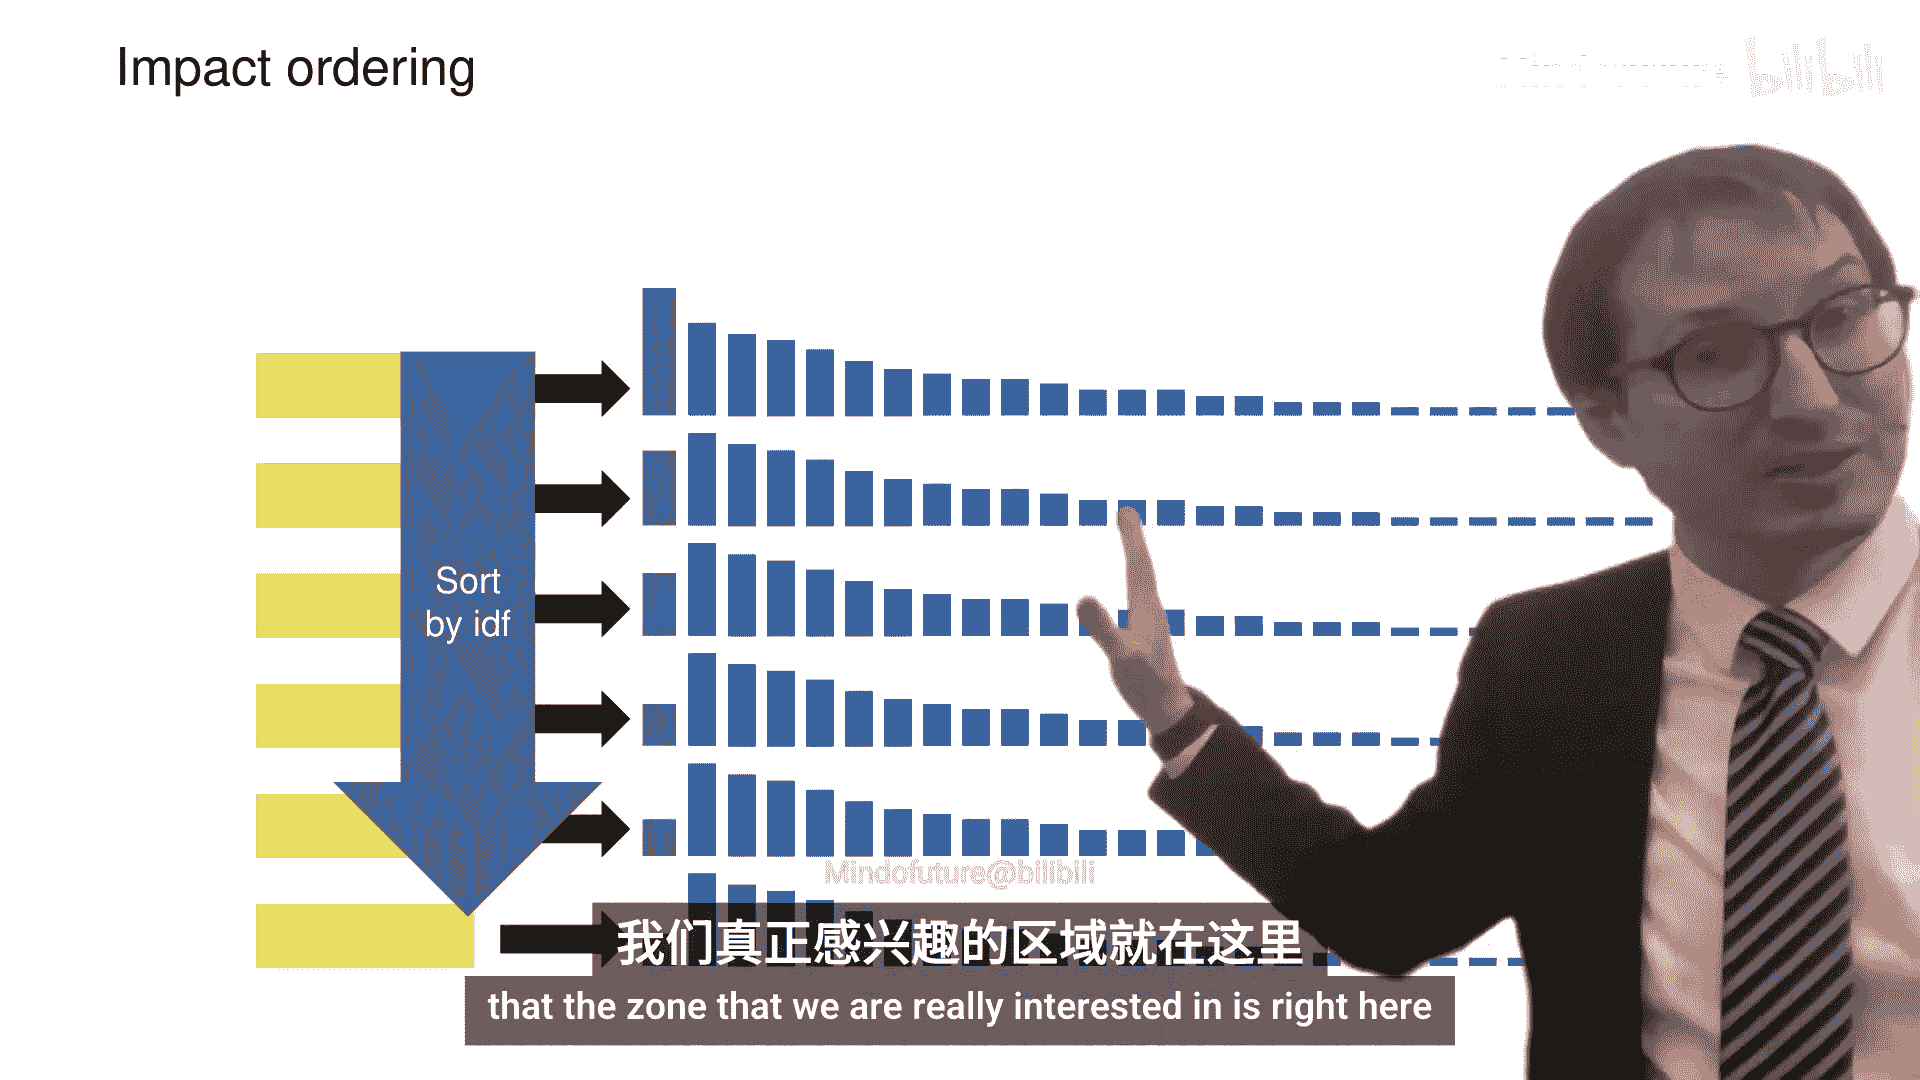 Impact ordering
bilibili
Sort
by idf
Mindofuture@bilibili
我们真正感兴趣的区域就在这里
that the zone that we are really interested in is right here